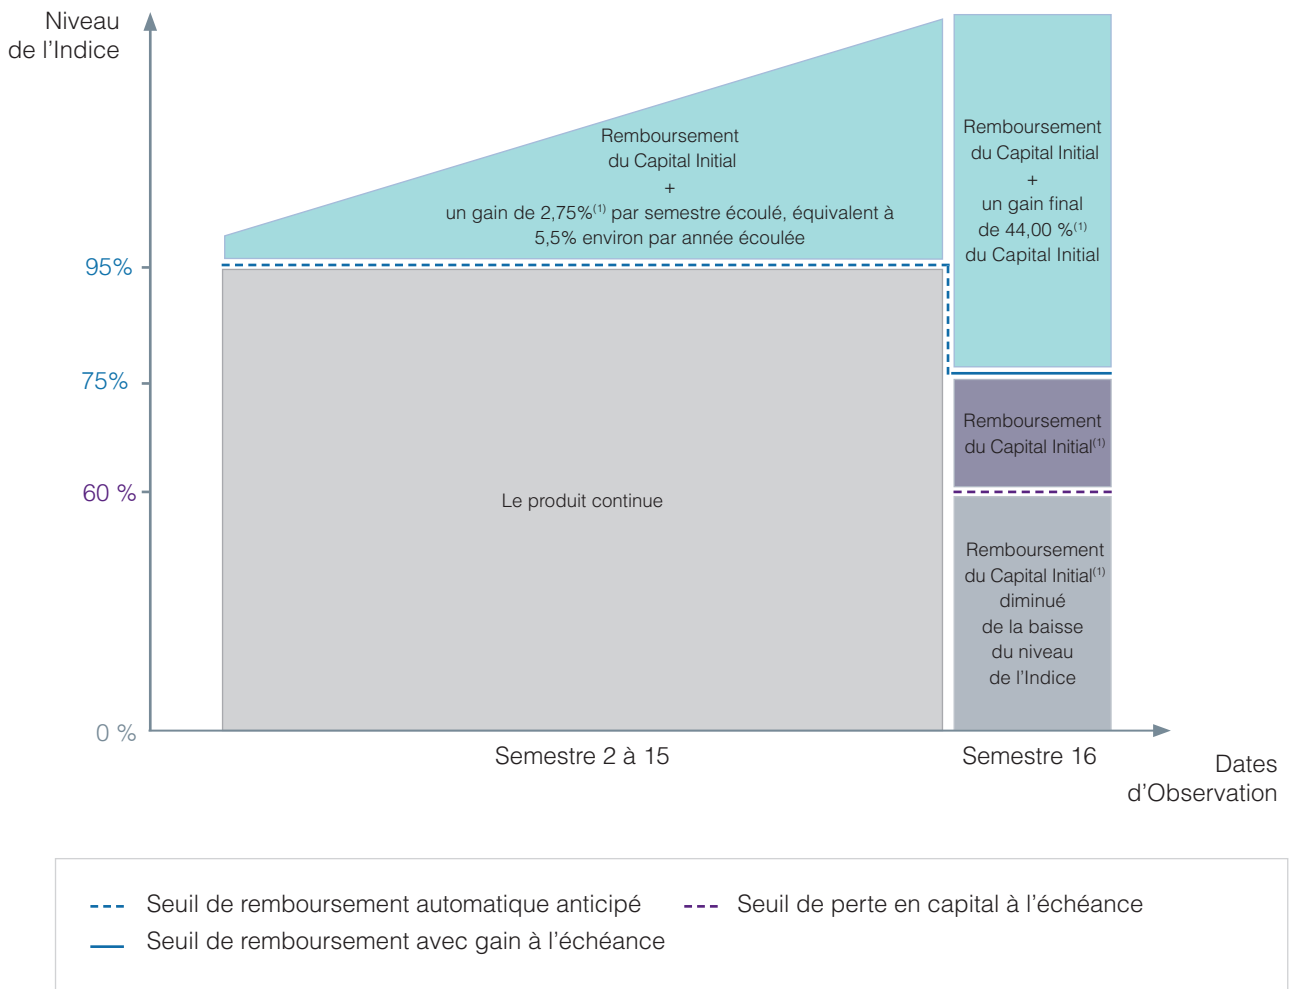 Niveau
de l’Indice
Remboursement
du Capital Initial
+
un gain de 2,75%(1) par semestre écoulé, équivalent à
5,5% environ par année écoulée
Remboursement
du Capital Initial
+
un gain final
de 44,00 %(1)
du Capital Initial
95%
75%
60 %
0 %
Le produit continue
Remboursement
du Capital Initial(1)
Remboursement
du Capital Initial(1)
diminué
de la baisse
du niveau
de l’Indice
Semestre 2 à 15
Semestre 16
Dates
d’Observation
Seuil de remboursement automatique anticipé
Seuil de perte en capital à l’échéance
Seuil de remboursement avec gain à l’échéance